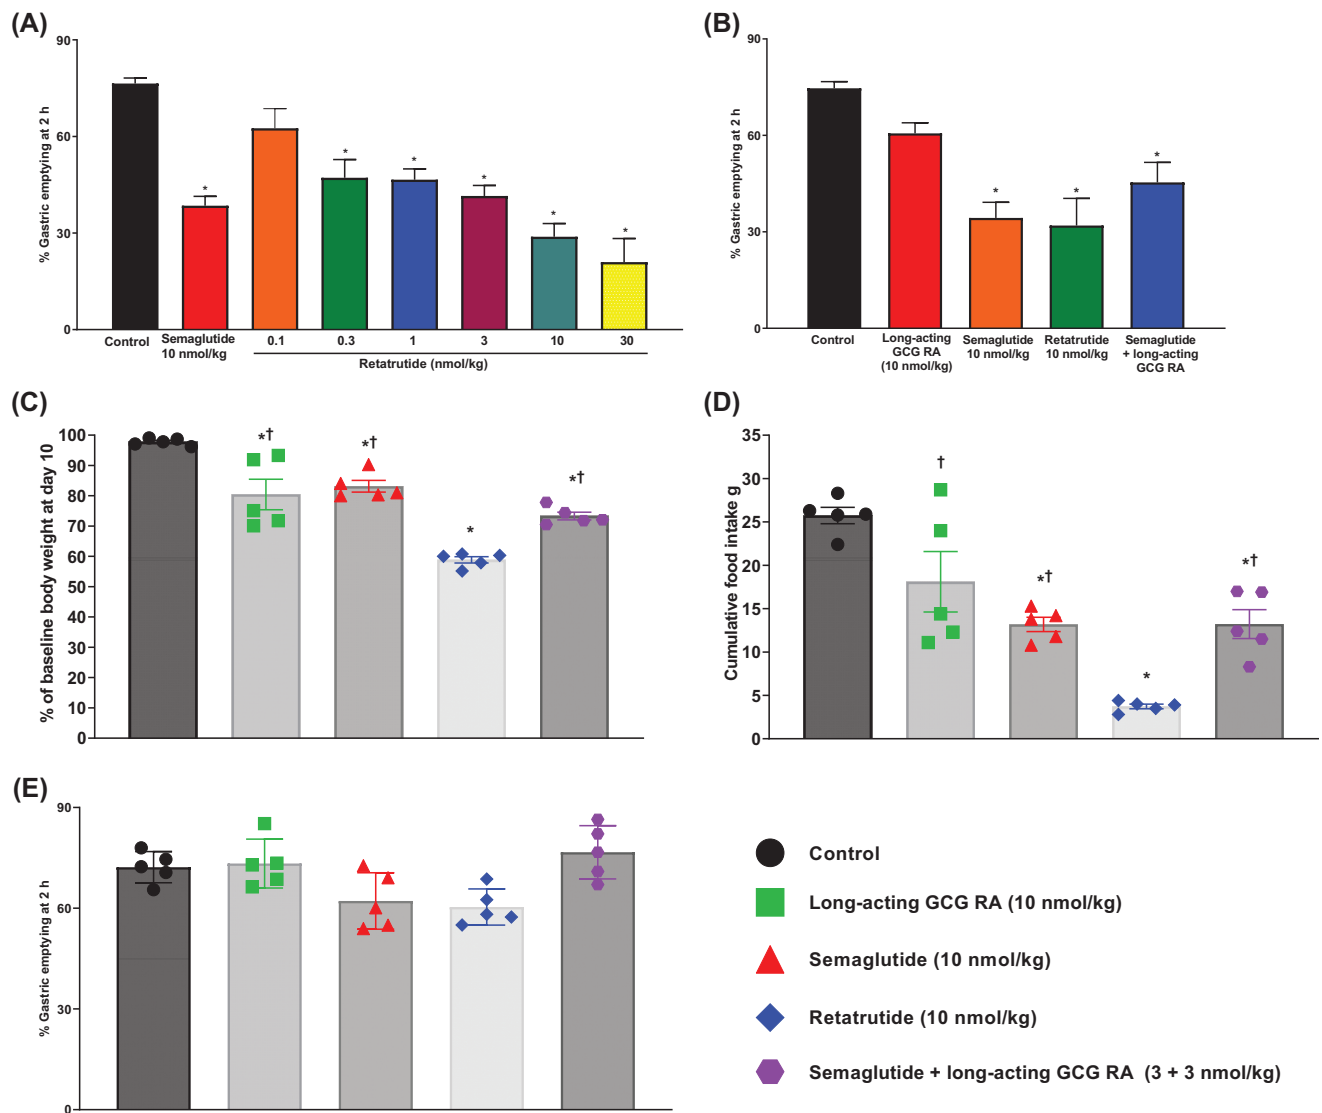 (A)
90
60
30
0
% Gastric emptying at 2 h
*
*
*
*
*
*
Control
Semaglutide
10 nmol/kg
0.1
0.3
1
3
10
30
Retatrutide (nmol/kg)
(B)
90
60
30
0
% Gastric emptying at 2 h
*
*
*
Control
Long-acting
GCG RA
(10 nmol/kg)
Semaglutide
10 nmol/kg
Retatrutide
10 nmol/kg
Semaglutide
+ long-acting
GCG RA
(C)
100
90
80
70
60
50
40
30
20
10
0
% of baseline body weight at day 10
*†
*†
*
*†
(D)
35
30
25
20
15
10
5
0
Cumulative food intake g
†
*†
*
*†
(E)
90
60
30
0
% Gastric emptying at 2 h
Control
Long-acting GCG RA (10 nmol/kg)
Semaglutide (10 nmol/kg)
Retatrutide (10 nmol/kg)
Semaglutide + long-acting GCG RA (3 + 3 nmol/kg)